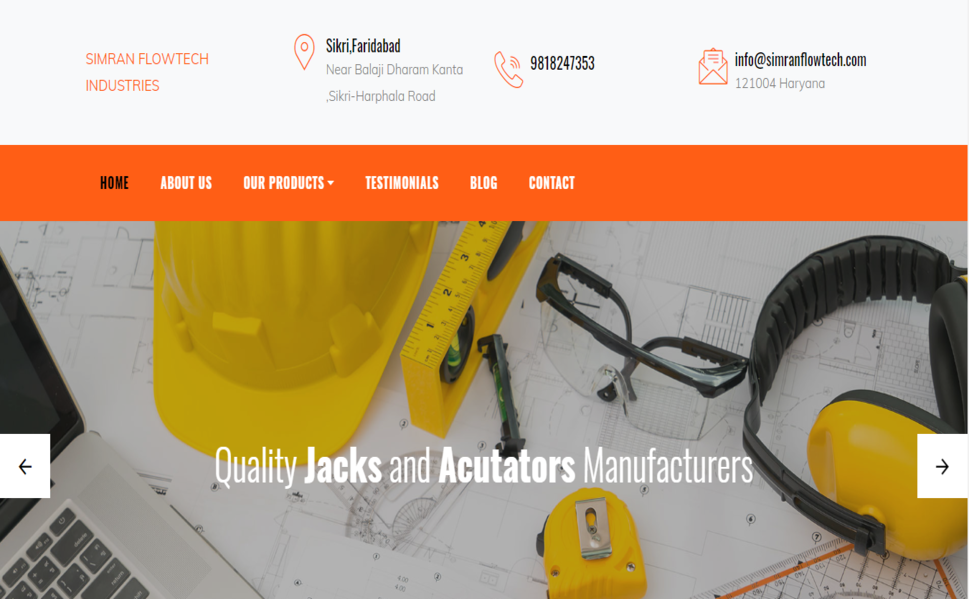 SIMRAN FLOWTECH
INDUSTRIES
Sikri,Faridabad
Near Balaji Dharam Kanta
,Sikri-Harphala Road
9818247353
info@simranflowtech.com
121004 Haryana
HOME ABOUT US OUR PRODUCTS TESTIMONIALS BLOG CONTACT
Quality Jacks and Acutators Manufacturers